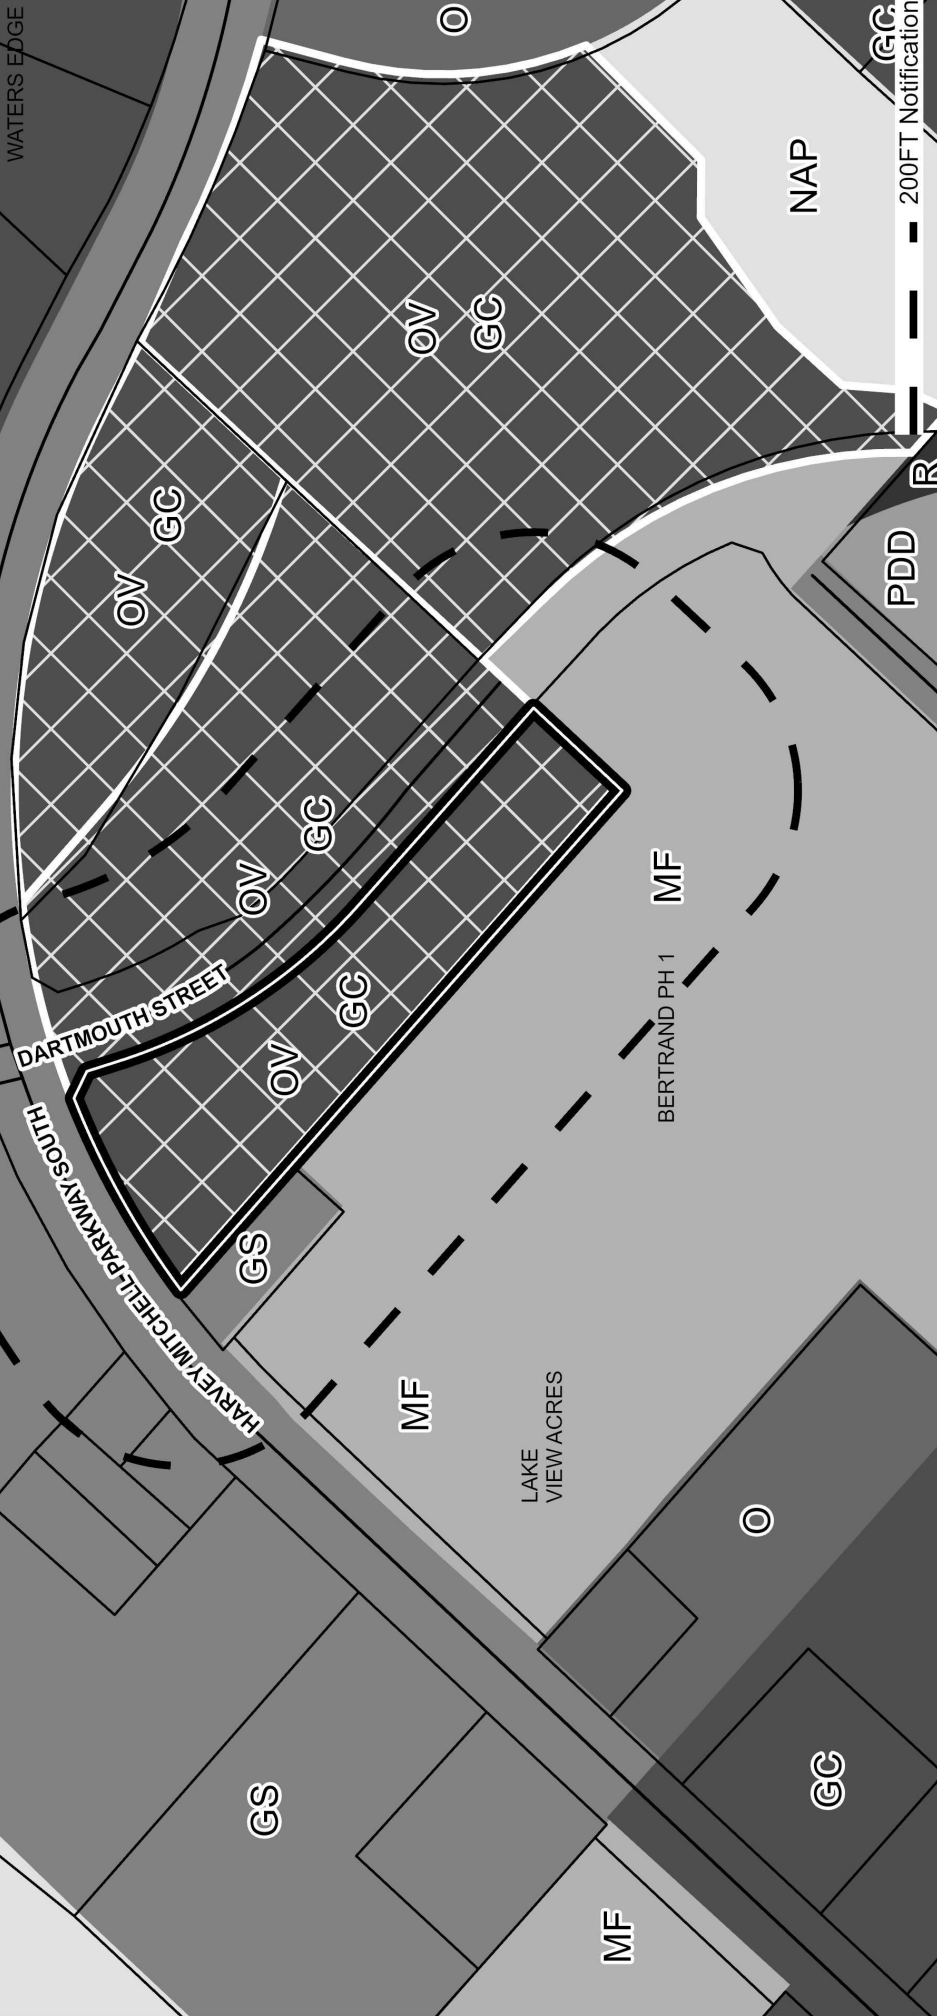 WATERS EDGE
O
GC
200FT Notification
NAP
OV
GC
OV
GC
R
PDD
OV
GC
MF
DARTMOUTH STREET
OV
GC
BERTRAND PH 1
HARVEY MITCHELL PARKWAY SOUTH
GS
MF
LAKE
VIEW ACRES
O
GS
GC
MF